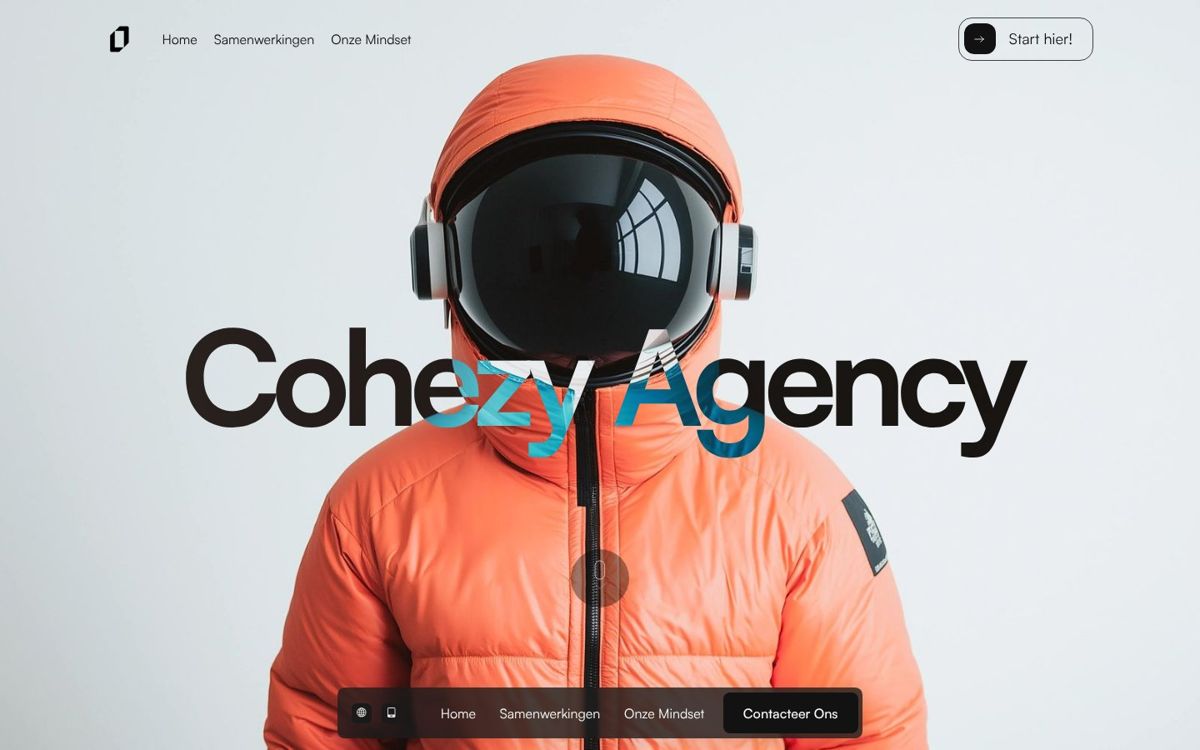 Home Samenwerkingen Onze Mindset
Start hier!
Cohezy Agency
Home Samenwerkingen Onze Mindset Contacteer Ons